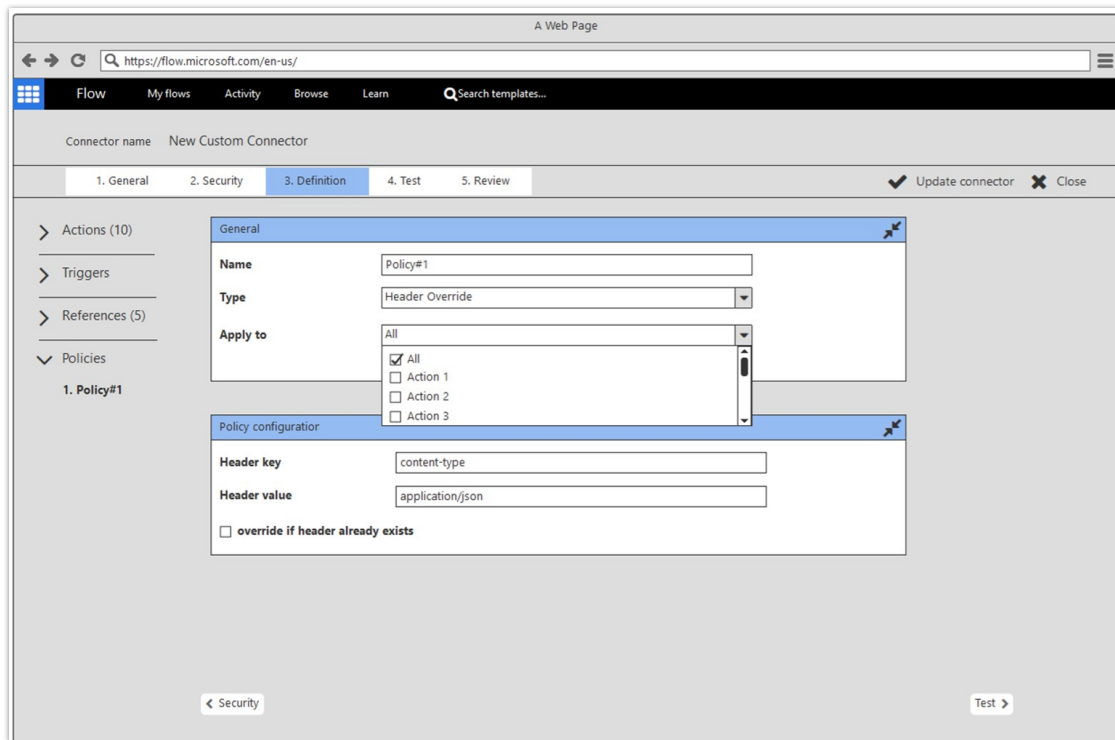 A Web Page
https://flow.microsoft.com/en-us/
Flow My flows Activity Browse Learn Search templates...
Connector name New Custom Connector
1. General 2. Security 3. Definition 4. Test 5. Review Update connector Close
Actions (10)
Triggers
References (5)
Policies
1. Policy#1
General
Name Policy#1
Type Header Override
Apply to All
All
Action 1
Action 2
Action 3
Policy configuratior
Header key content-type
Header value application/json
override if header already exists
Security Test